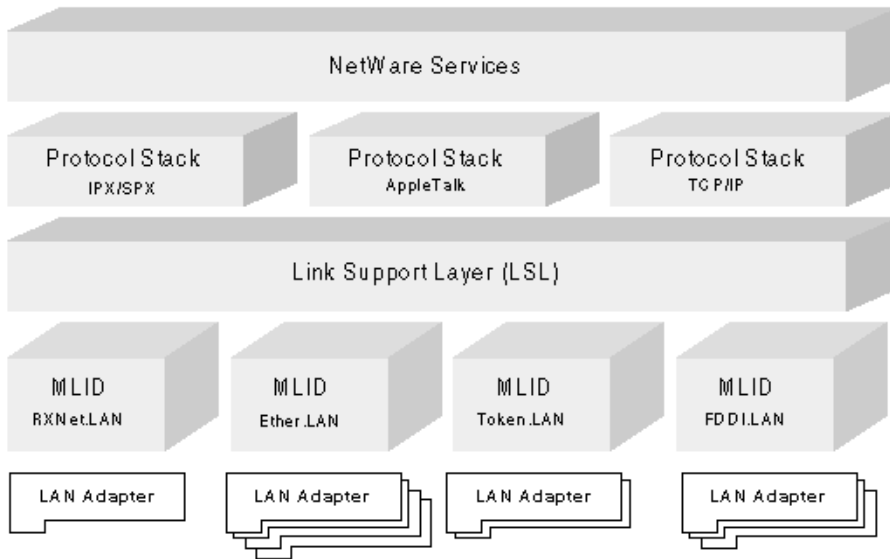 NetWare Services
Protocol Stack
IPX/SPX
Protocol Stack
AppleTalk
Protocol Stack
TCP/IP
Link Support Layer (LSL)
MLID
RXNet.LAN
MLID
Ether.LAN
MLID
Token.LAN
MLID
FDDI.LAN
LAN Adapter
LAN Adapter
LAN Adapter
LAN Adapter